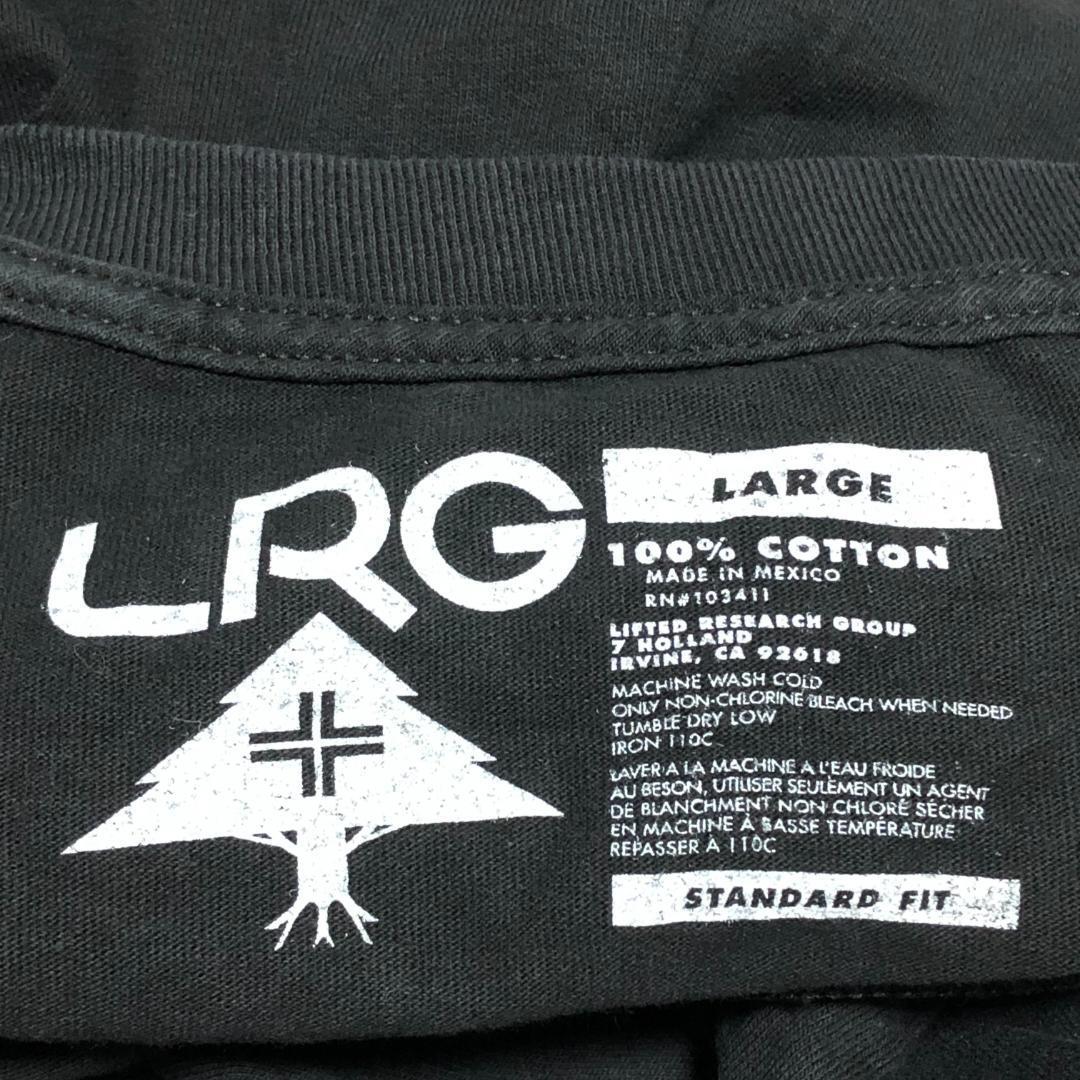 LRG
LARGE
100% COTTON
MADE IN MEXICO
RN#103411
LIFTED RESEARCH GROUP
7 HOLLAND
IRVINE, CA 92618
MACHINE WASH COLD
ONLY NON-CHLORINE BLEACH WHEN NEEDED
TUMBLE DRY LOW
IRON 110C
LAVER A LA MACHINE A L'EAU FROIDE
AU BESON, UTILISER SEULEMENT UN AGENT
DE BLANCHMENT NON CHLORÉ SÉCHER
EN MACHINE À BASSE TEMPÉRATURE
REPASSER À 110C
STANDARD FIT